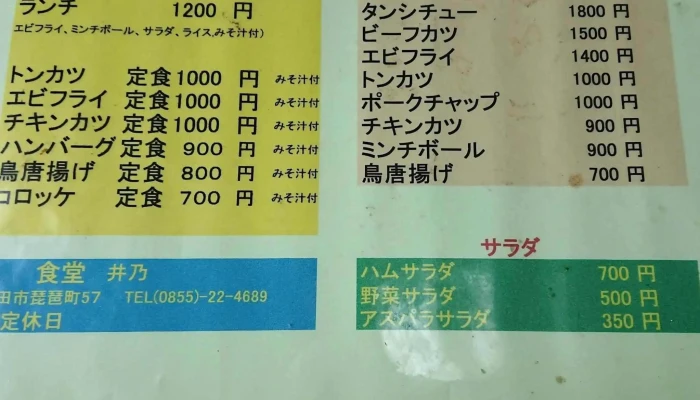 ランチ 1200 円
エビフライ、ミンチボール、サラダ、ライス,みそ汁付)
トンカツ 定食 1000 円 みそ汁付
エビフライ 定食 1000 円 みそ汁付
チキンカツ 定食 1000 円 みそ汁付
ハンバーグ 定食 900 円 みそ汁付
鳥唐揚げ 定食 800 円 みそ汁付
コロッケ 定食 700 円 みそ汁付
食堂 井乃
田市琵琶町57 TEL(0855)-22-4689
定休日
タンシチュー 1800 円
ビーフカツ 1500 円
エビフライ 1400 円
トンカツ 1000 円
ポークチャップ 1000 円
チキンカツ 900 円
ミンチボール 900 円
鳥唐揚げ 700 円
サラダ
ハムサラダ 700 円
野菜サラダ 500 円
アスパラサラダ 350 円